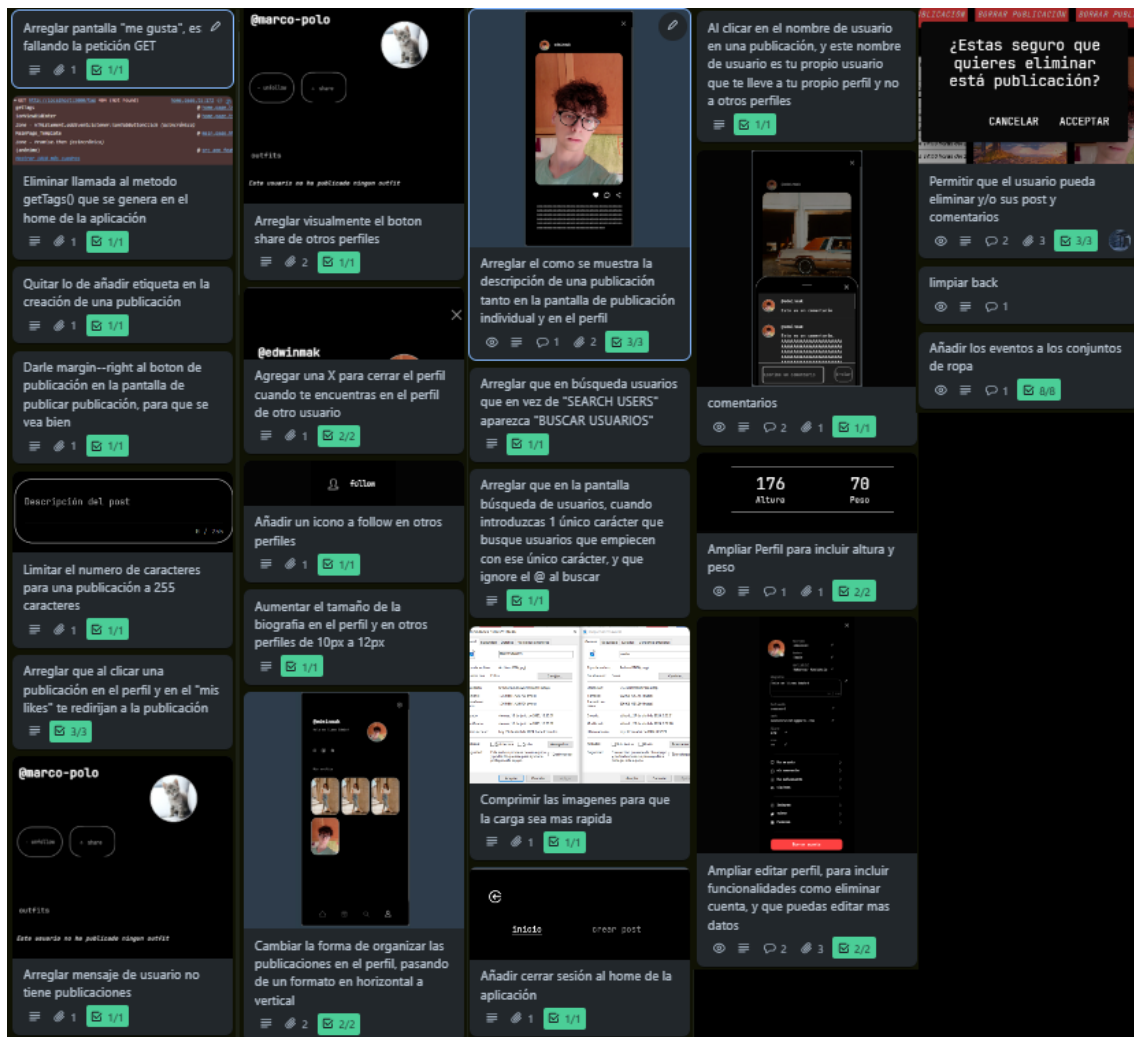 Arreglar pantalla "me gusta", es
fallando la petición GET
1
1/1
Eliminar llamada al metodo
getTags() que se genera en el
home de la aplicación
1
1/1
Quitar lo de añadir etiqueta en la
creación de una publicación
1
1/1
Darle margin--right al boton de
publicación en la pantalla de
publicar publicación, para que se
vea bien
1
1/1
Descripción del post
0 / 255
Limitar el numero de caracteres
para una publicación a 255
caracteres
1
1/1
Arreglar que al clicar una
publicación en el perfil y en el "mis
likes" te redirijan a la publicación
3/3
@marco-polo
unfollow
share
outfits
Este usuario no ha publicado ningun outfit
Arreglar mensaje de usuario no
tiene publicaciones
1
1/1
@marco-polo
unfollow
share
outfits
Este usuario no ha publicado ningun outfit
Arreglar visualmente el boton
share de otros perfiles
2
1/1
@edwinmak
Agregar una X para cerrar el perfil
cuando te encuentras en el perfil
de otro usuario
1
2/2
follow
Añadir un icono a follow en otros
perfiles
1
1/1
Aumentar el tamaño de la
biografia en el perfil y en otros
perfiles de 10px a 12px
1/1
@edwinmak
Cambiar la forma de organizar las
publicaciones en el perfil, pasando
de un formato en horizontal a
vertical
2
2/2
Arreglar el como se muestra la
descripción de una publicación
tanto en la pantalla de publicación
individual y en el perfil
1
2
3/3
Arreglar que en búsqueda usuarios
que en vez de "SEARCH USERS"
aparezca "BUSCAR USUARIOS"
1/1
Arreglar que en la pantalla
búsqueda de usuarios, cuando
introduzcas 1 único carácter que
busque usuarios que empiecen
con ese único carácter, y que
ignore el @ al buscar
1/1
Comprimir las imagenes para que
la carga sea mas rapida
1
1/1
inicio
crear post
Añadir cerrar sesión al home de la
aplicación
1
1/1
Al clicar en el nombre de usuario
en una publicación, y este nombre
de usuario es tu propio usuario
que te lleve a tu propio perfil y no
a otros perfiles
1/1
comentarios
2
1
1/1
176
70
Altura
Peso
Ampliar Perfil para incluir altura y
peso
1
1
2/2
Ampliar editar perfil, para incluir
funcionalidades como eliminar
cuenta, y que puedas editar mas
datos
2
3
2/2
BORRAR PUBLICACIÓN
¿Estas seguro que
quieres eliminar
está publicación?
CANCELAR
ACCEPTAR
Permitir que el usuario pueda
eliminar y/o sus post y
comentarios
2
3
3/3
limpiar back
1
Añadir los eventos a los conjuntos
de ropa
1
8/8